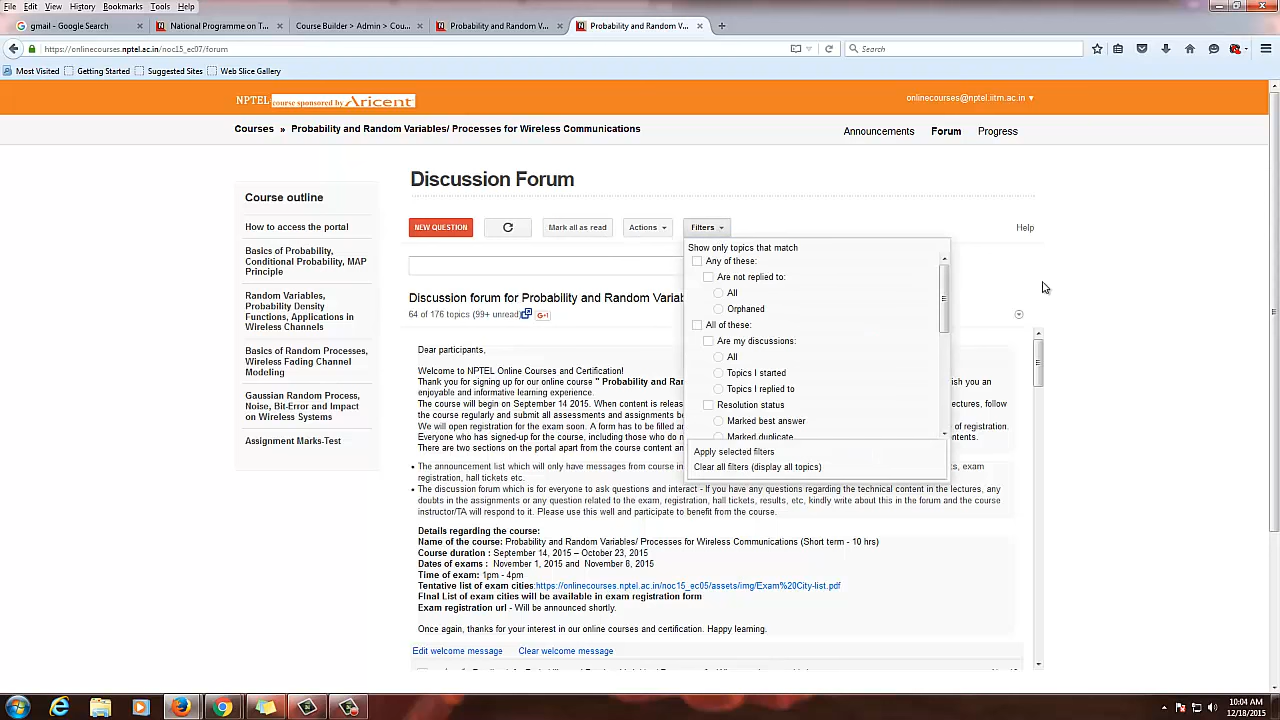 File Edit View History Bookmarks Tools Help
gmail - Google Search
National Programme on T...
Course Builder > Admin > Cou...
Probability and Random V...
Probability and Random V...
https://onlinecourses.nptel.ac.in/noc15_ec07/forum
Search
Most Visited Getting Started Suggested Sites Web Slice Gallery
NPTEL course sponsored by Aricent
onlinecourses@nptel.iitm.ac.in
Courses » Probability and Random Variables/ Processes for Wireless Communications
Announcements Forum Progress
Course outline
How to access the portal
Basics of Probability,
Conditional Probability, MAP
Principle
Random Variables,
Probability Density
Functions, Applications in
Wireless Channels
Basics of Random Processes,
Wireless Fading Channel
Modeling
Gaussian Random Process,
Noise, Bit-Error and Impact
on Wireless Systems
Assignment Marks-Test
Discussion Forum
NEW QUESTION Mark all as read Actions Filters Help
Show only topics that match
Any of these:
Are not replied to:
All
Orphaned
All of these:
Are my discussions:
All
Topics I started
Topics I replied to
Resolution status
Marked best answer
Marked duplicate
Apply selected filters
Clear all filters (display all topics)
Discussion forum for Probability and Random Variab
64 of 176 topics (99+ unread)
Dear participants,
Welcome to NPTEL Online Courses and Certification!
Thank you for signing up for our online course " Probability and Ran ish you an
enjoyable and informative learning experience.
The course will begin on September 14 2015. When content is releas ectures, follow
the course regularly and submit all assessments and assignments be
We will open registration for the exam soon. A form has to be filled an of registration.
Everyone who has signed-up for the course, including those who do n ntents.
There are two sections on the portal apart from the course content an
The announcement list which will only have messages from course in s, exam
registration, hall tickets etc.
The discussion forum which is for everyone to ask questions and interact - If you have any questions regarding the technical content in the lectures, any
doubts in the assignments or any question related to the exam, registration, hall tickets, results, etc, kindly write about this in the forum and the course
instructor/TA will respond to it. Please use this well and participate to benefit from the course.
Details regarding the course:
Name of the course: Probability and Random Variables/ Processes for Wireless Communications (Short term - 10 hrs)
Course duration : September 14, 2015 – October 23, 2015
Dates of exams : November 1, 2015 and November 8, 2015
Time of exam: 1pm - 4pm
Tentative list of exam cities:https://onlinecourses.nptel.ac.in/noc15_ec05/assets/img/Exam%20City-list.pdf
FInal List of exam cities will be available in exam registration form
Exam registration url - Will be announced shortly.
Once again, thanks for your interest in our online courses and certification. Happy learning.
Edit welcome message Clear welcome message
10:04 AM
12/18/2015